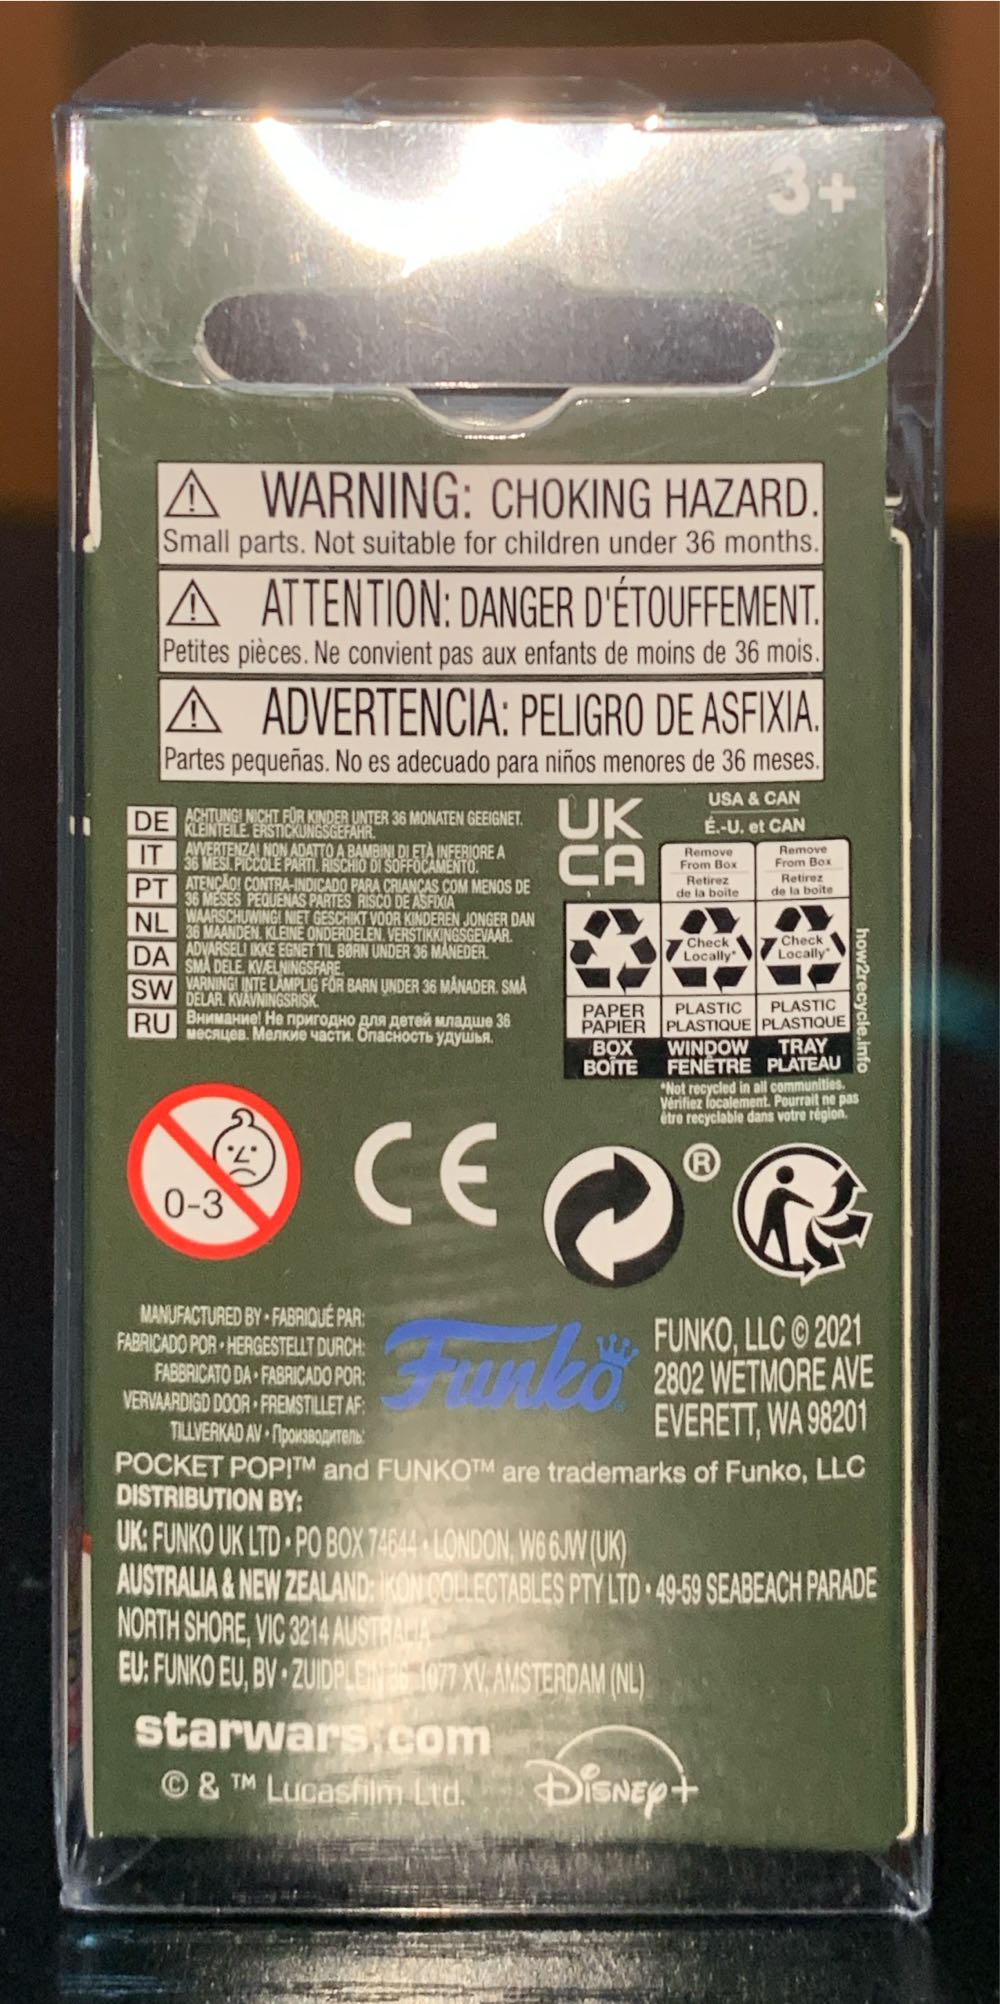 3+
WARNING: CHOKING HAZARD.
Small parts. Not suitable for children under 36 months.
ATTENTION: DANGER D'ÉTOUFFEMENT.
Petites pièces. Ne convient pas aux enfants de moins de 36 mois.
ADVERTENCIA: PELIGRO DE ASFIXIA.
Partes pequeñas. No es adecuado para niños menores de 36 meses.
DE ACHTUNG! NICHT FÜR KINDER UNTER 36 MONATEN GEEIGNET.
KLEINTEILE. ERSTICKUNGSGEFAHR.
IT AVVERTENZA! NON ADATTO A BAMBINI DI ETÀ INFERIORE A
36 MESI. PICCOLE PARTI. RISCHIO DI SOFFOCAMENTO.
PT ATENÇÃO! CONTRA-INDICADO PARA CRIANÇAS COM MENOS DE
36 MESES PEQUENAS PARTES RISCO DE ASFIXIA
NL WAARSCHUWING! NIET GESCHIKT VOOR KINDEREN JONGER DAN
36 MAANDEN. KLEINE ONDERDELEN. VERSTIKKINGSGEVAAR.
DA ADVARSEL! IKKE EGNET TIL BØRN UNDER 36 MÅNEDER.
SMÅ DELE. KVÆLNINGSFARE.
SW VARNING! INTE LÄMPLIG FÖR BARN UNDER 36 MÅNADER. SMÅ
DELAR. KVÄVNINGSRISK.
RU Внимание! Не пригодно для детей младше 36
месяцев. Мелкие части. Опасность удушья.
UK
CA
USA & CAN
É.-U. et CAN
Remove
From Box
Retirez
de la boîte
Remove
From Box
Retirez
de la boîte
Check
Locally*
Check
Locally*
PAPER
PAPIER
PLASTIC
PLASTIQUE
PLASTIC
PLASTIQUE
BOX
BOÎTE
WINDOW
FENÊTRE
TRAY
PLATEAU
how2recycle.info
*Not recycled in all communities.
Vérifiez localement. Pourrait ne pas
être recyclable dans votre région.
0-3
CE
®
MANUFACTURED BY • FABRIQUÉ PAR:
FABRICADO POR • HERGESTELLT DURCH:
FABBRICATO DA • FABRICADO POR:
VERVAARDIGD DOOR • FREMSTILLET AF:
TILLVERKAD AV • Производитель:
Funko
FUNKO, LLC © 2021
2802 WETMORE AVE
EVERETT, WA 98201
POCKET POP!™ and FUNKO™ are trademarks of Funko, LLC
DISTRIBUTION BY:
UK: FUNKO UK LTD • PO BOX 74644 • LONDON, W6 6JW (UK)
AUSTRALIA & NEW ZEALAND: IKON COLLECTABLES PTY LTD • 49-59 SEABEACH PARADE
NORTH SHORE, VIC 3214 AUSTRALIA
EU: FUNKO EU, BV • ZUIDPLEIN 36 1077 XV, AMSTERDAM (NL)
starwars.com
© & ™ Lucasfilm Ltd.
Disney+